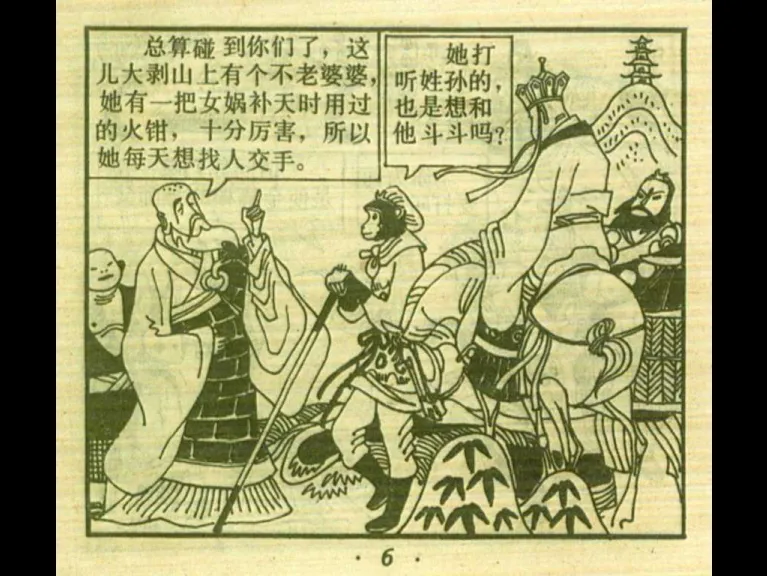 总算碰到你们了，这
儿大剥山上有个不老婆婆，
她有一把女娲补天时用过
的火钳，十分厉害，所以
她每天想找人交手。
她打
听姓孙的，
也是想和
他斗斗吗？
· 6 ·